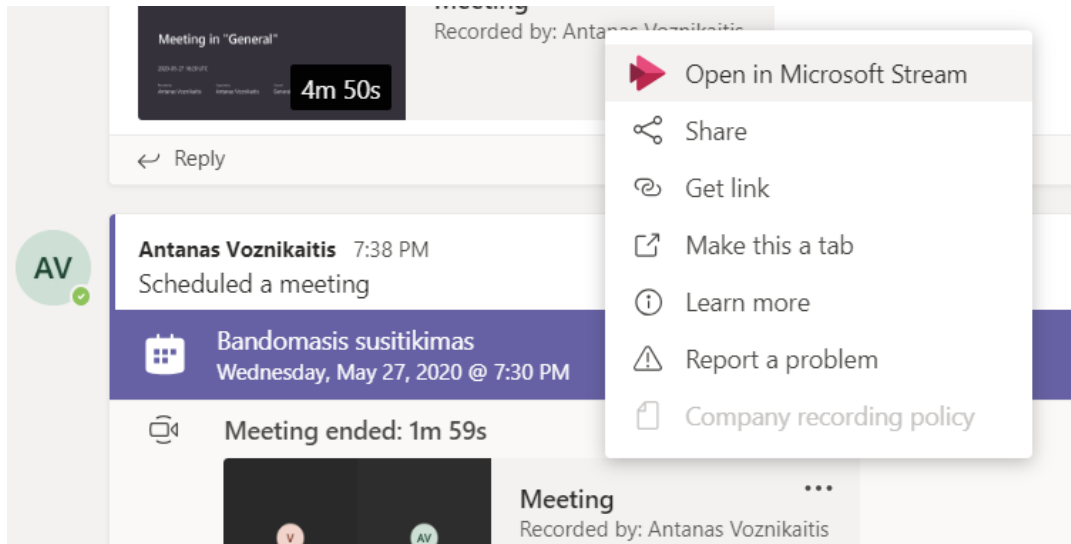 Meeting
Recorded by: Antanas Voznikaitis
Meeting in "General"
4m 50s
Reply
AV
Antanas Voznikaitis 7:38 PM
Scheduled a meeting
Bandomasis susitikimas
Wednesday, May 27, 2020 @ 7:30 PM
Meeting ended: 1m 59s
V
AV
Meeting
Recorded by: Antanas Voznikaitis
Open in Microsoft Stream
Share
Get link
Make this a tab
Learn more
Report a problem
Company recording policy